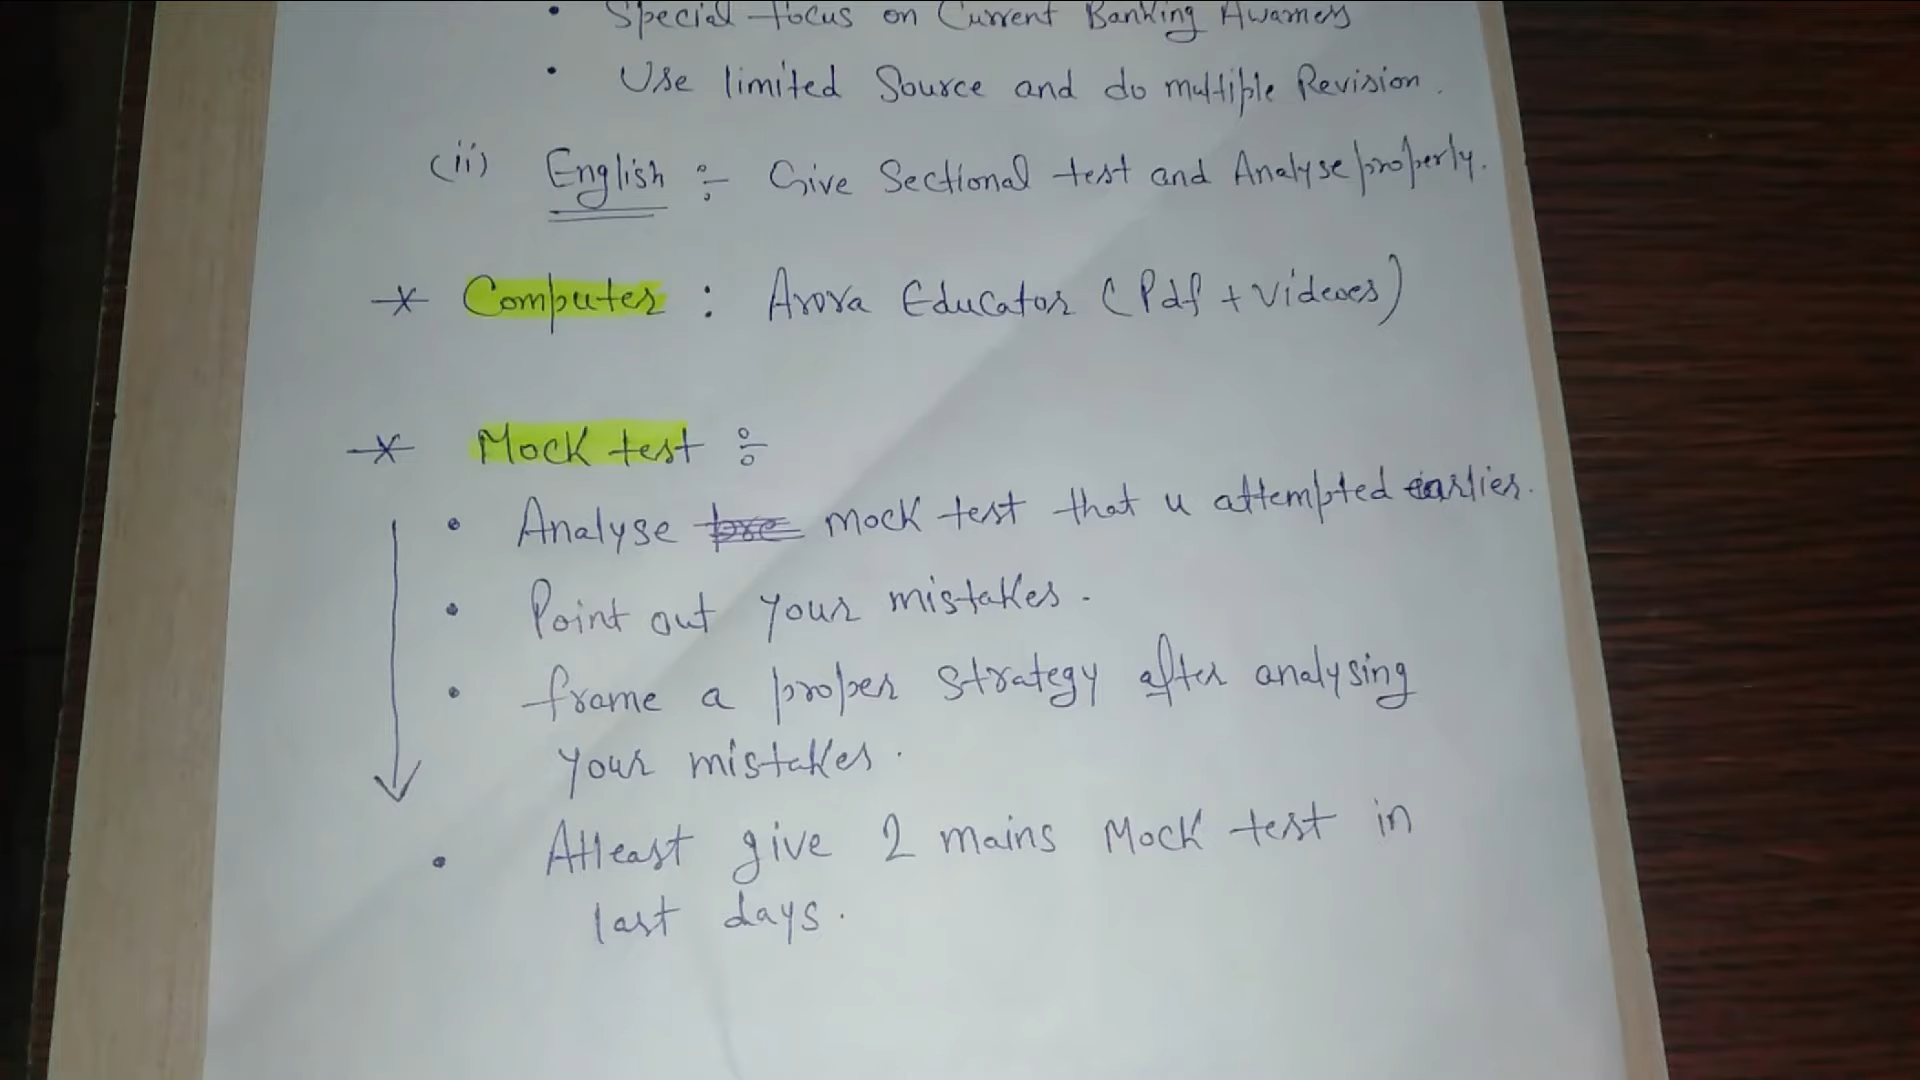 • Special focus on Current Banking Awarness
• Use limited Source and do multiple Revision.
(ii) English ÷ Give Sectional test and Analyse properly.
* Computer : Arora Educator (Pdf + Videoes)
* Mock test ÷
• Analyse mock test that u attempted earlier.
• Point out your mistakes.
• frame a proper strategy after analysing
your mistakes.
• Atleast give 2 mains Mock test in
last days.